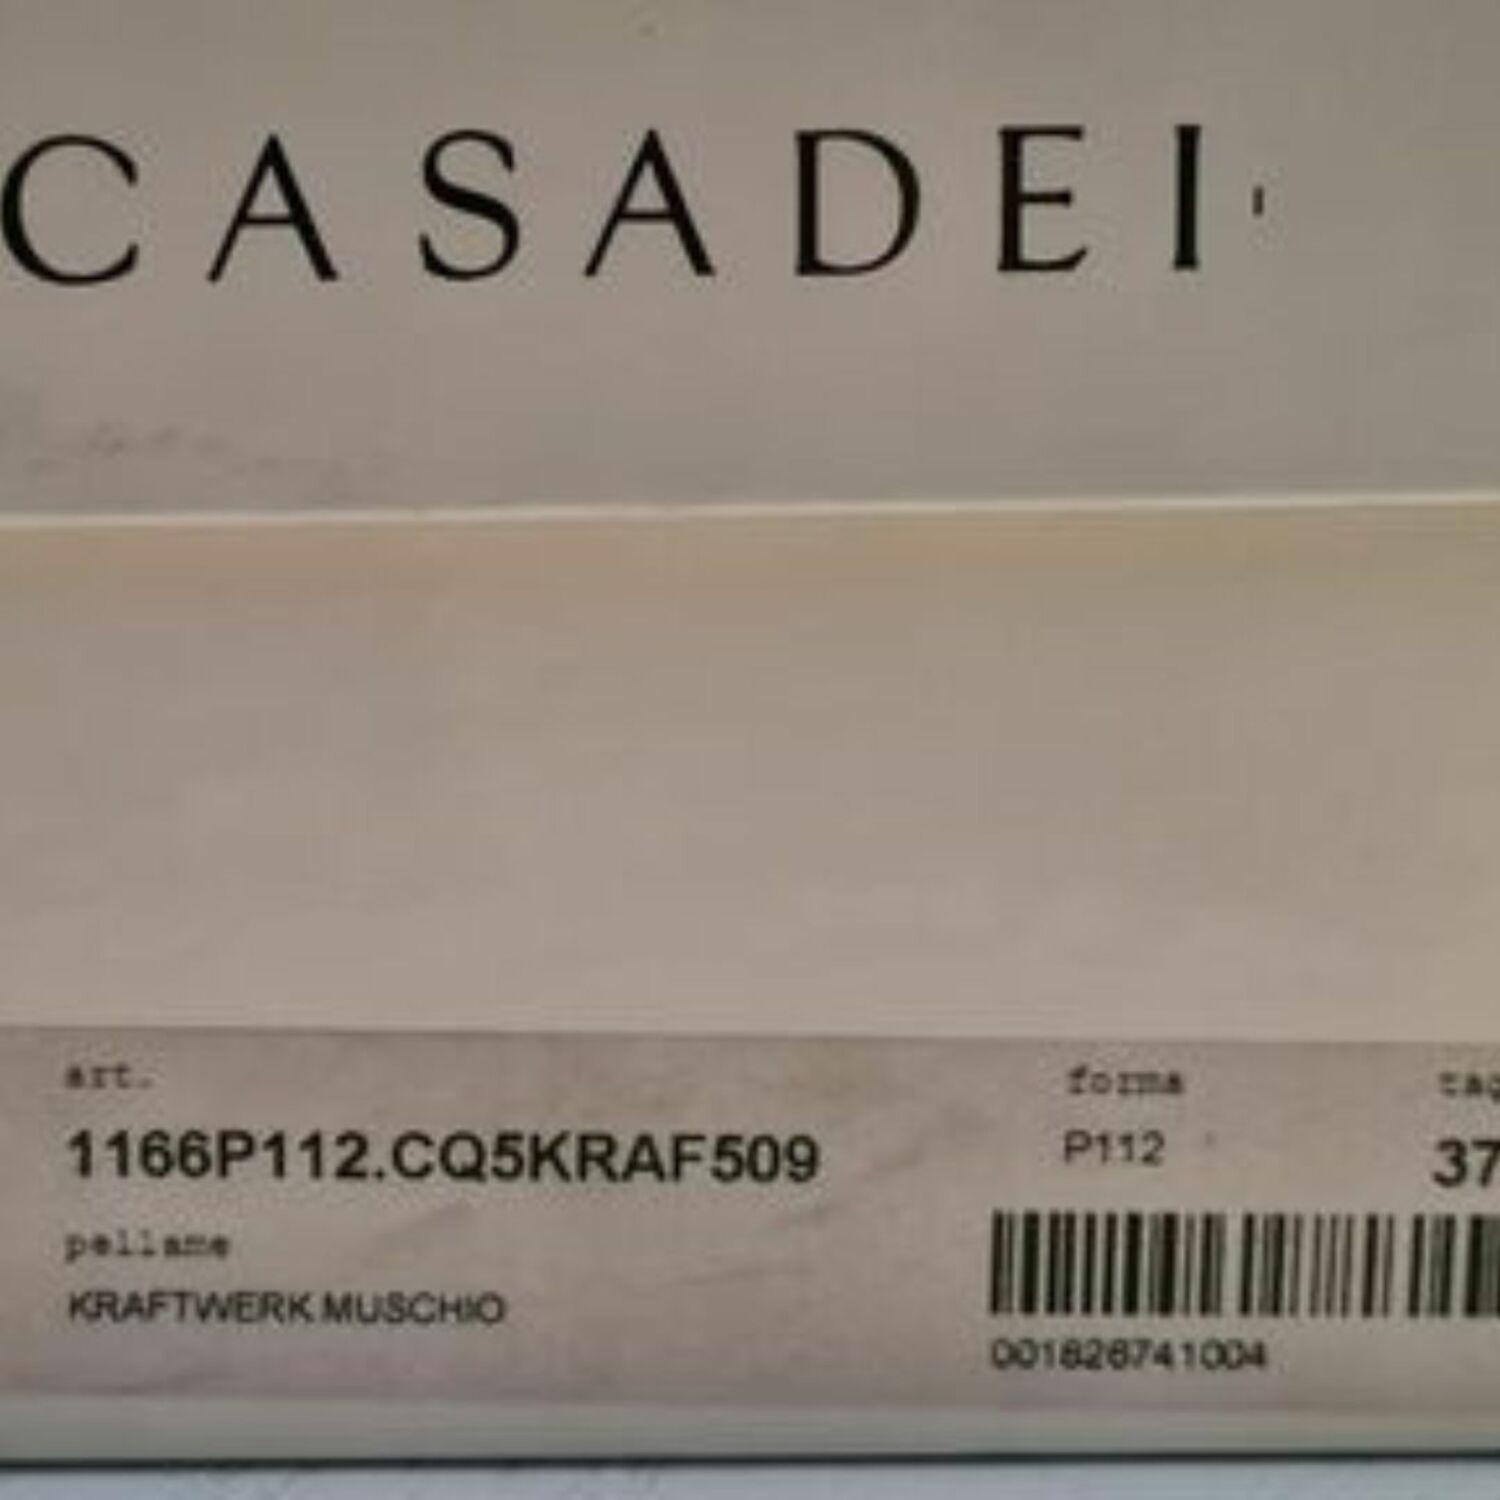 CASADEI
art.
1166P112.CQ5KRAF509
pellame
KRAFTWERK MUSCHIO
forma
P112
37
001826741004